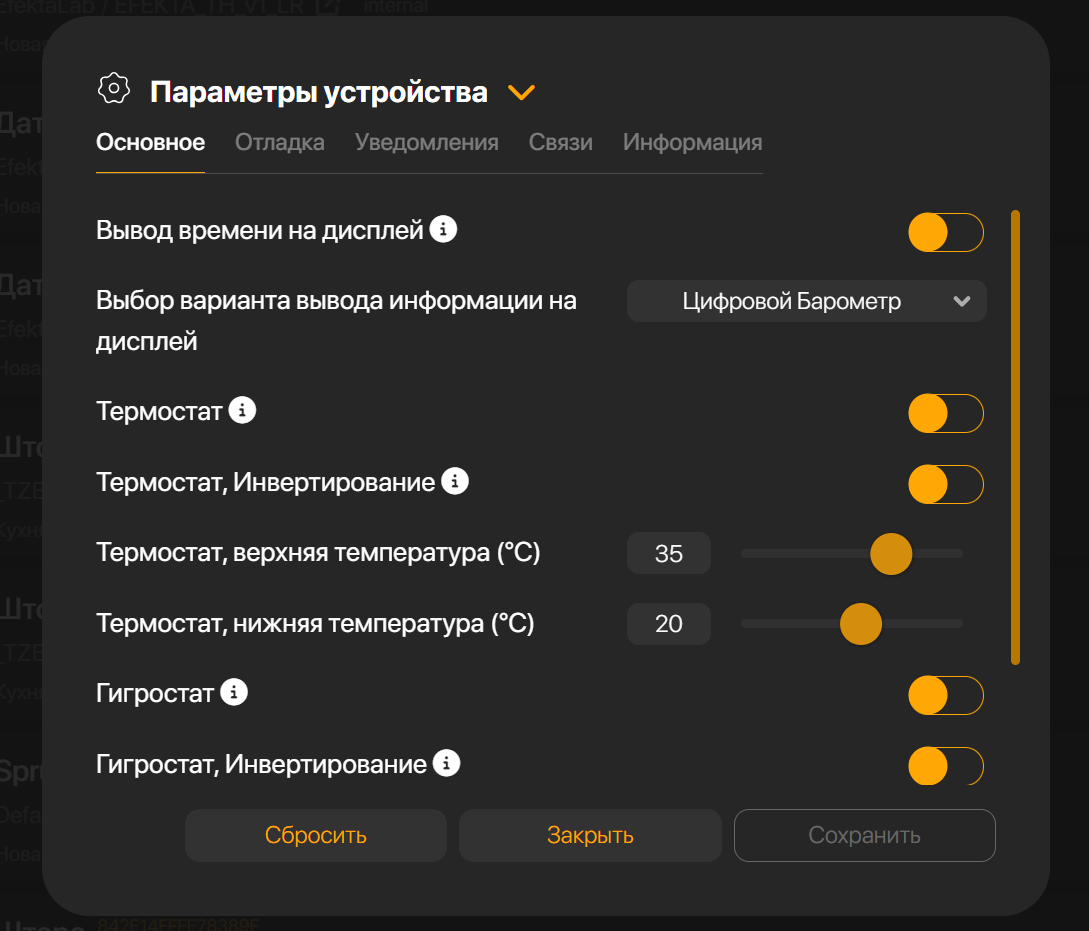 EfektaLab / EFEKTA_TH_v1_LR internal
Параметры устройства
Основное Отладка Уведомления Связи Информация
Вывод времени на дисплей
Выбор варианта вывода информации на
дисплей
Цифровой Барометр
Термостат
Термостат, Инвертирование
Термостат, верхняя температура (°C) 35
Термостат, нижняя температура (°C) 20
Гигростат
Гигростат, Инвертирование
Сбросить Закрыть Сохранить